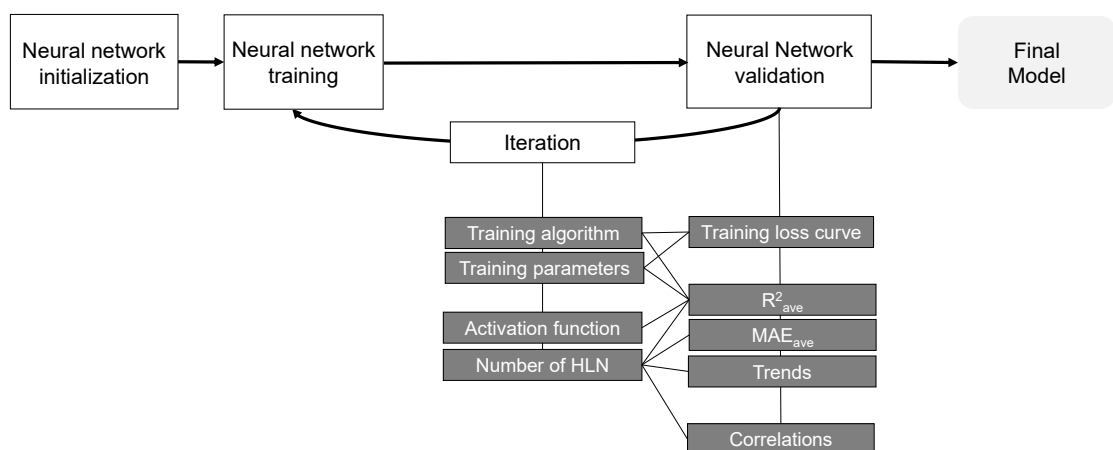 Neural network
initialization
Neural network
training
Neural Network
validation
Final
Model
Iteration
Training algorithm
Training parameters
Activation function
Number of HLN
Training loss curve
R²ave
MAEave
Trends
Correlations